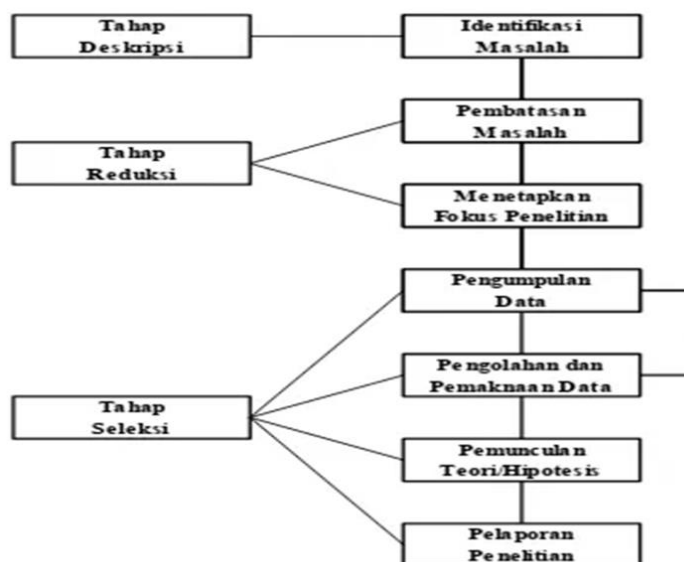 Tahap
Deskripsi
Identifikasi
Masalah
Pembatasan
Masalah
Tahap
Reduksi
Menetapkan
Fokus Penelitian
Pengumpulan
Data
Pengolahan dan
Pemaknaan Data
Tahap
Seleksi
Pemunculan
Teori/Hipotesis
Pelaporan
Penelitian